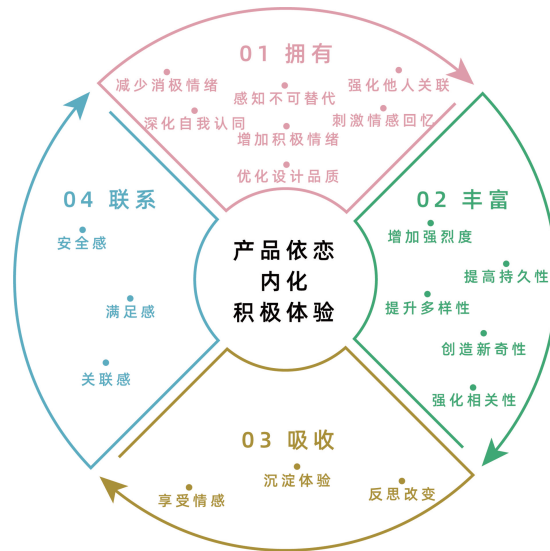 01 拥有
减少消极情绪
感知不可替代
强化他人关联
深化自我认同
增加积极情绪
刺激情感回忆
优化设计品质
02 丰富
增加强烈度
提高持久性
提升多样性
创造新奇性
强化相关性
03 吸收
享受情感
沉淀体验
反思改变
04 联系
安全感
满足感
关联感
产品依恋
内化
积极体验